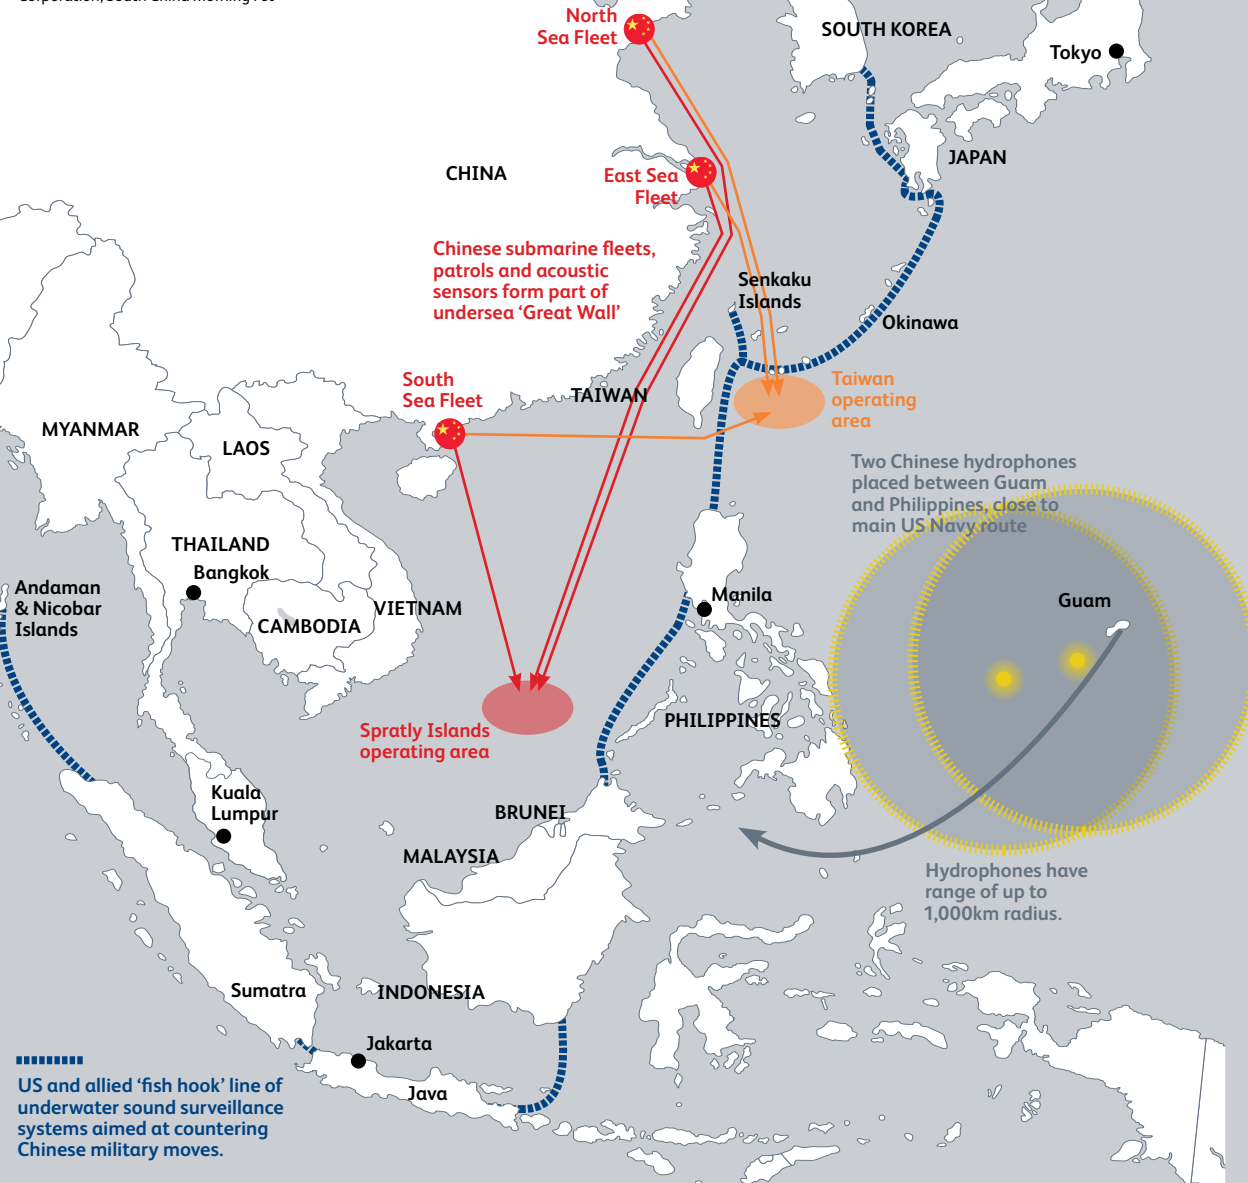 Corporation, South China Morning Post
North
Sea Fleet
SOUTH KOREA
Tokyo
CHINA
East Sea
Fleet
JAPAN
Chinese submarine fleets,
patrols and acoustic
sensors form part of
undersea ‘Great Wall’
Senkaku
Islands
Okinawa
South
Sea Fleet
TAIWAN
Taiwan
operating
area
MYANMAR
LAOS
Two Chinese hydrophones
placed between Guam
and Philippines, close to
main US Navy route
THAILAND
Bangkok
Andaman
& Nicobar
Islands
VIETNAM
CAMBODIA
Manila
Guam
Spratly Islands
operating area
PHILIPPINES
Kuala
Lumpur
BRUNEI
MALAYSIA
Hydrophones have
range of up to
1,000km radius.
Sumatra
INDONESIA
Jakarta
Java
US and allied ‘fish hook’ line of
underwater sound surveillance
systems aimed at countering
Chinese military moves.